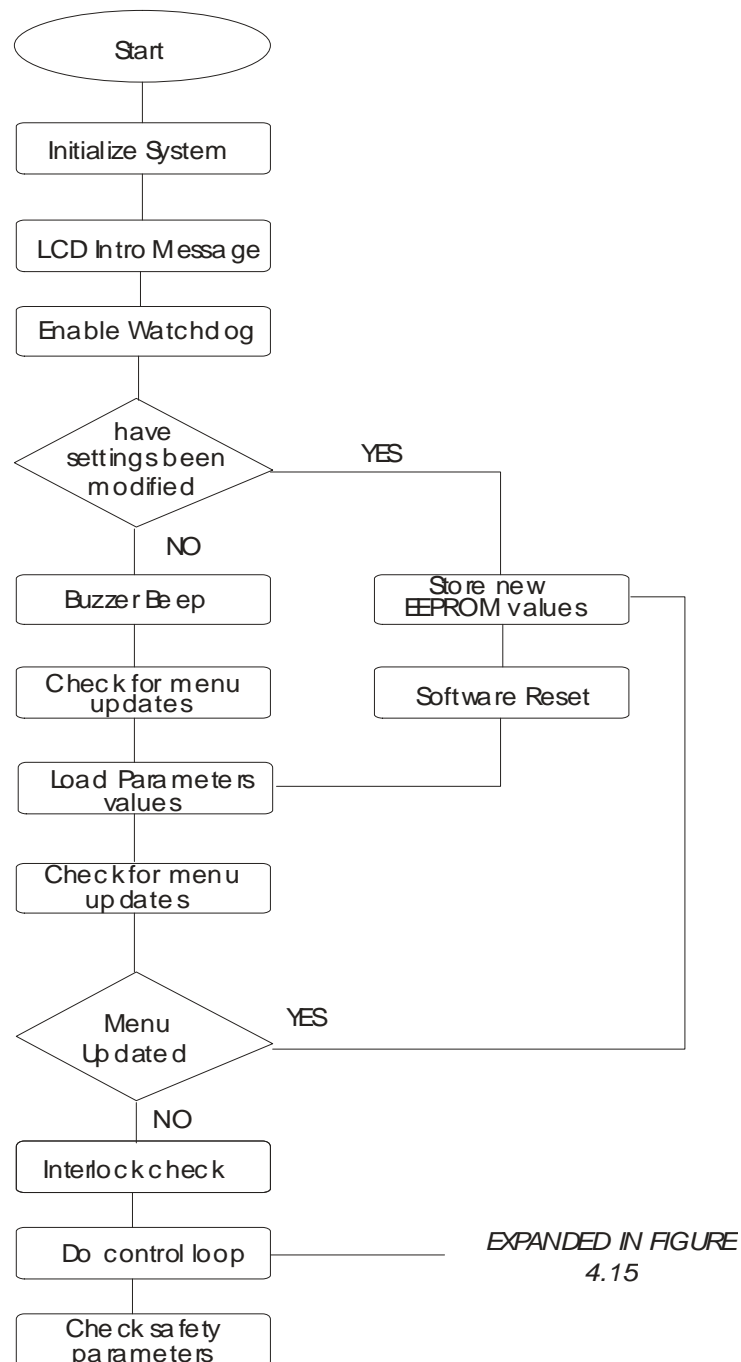 Start
Initialize System
LCD Intro Message
Enable Watchdog
have
settings been
modified
YES
NO
Buzzer Beep
Store new
EEPROM values
Check for menu
updates
Software Reset
Load Parameters
values
Check for menu
updates
Menu
Updated
YES
NO
Interlock check
Do control loop
EXPANDED IN FIGURE
4.15
Check safety
parameters